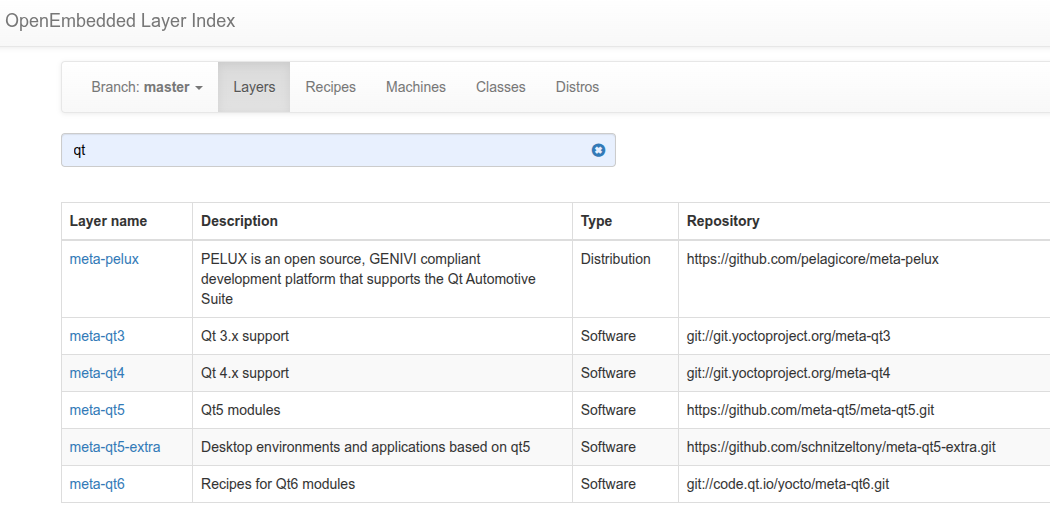 OpenEmbedded Layer Index
Branch: master Layers Recipes Machines Classes Distros
qt
Layer name Description Type Repository
meta-pelux PELUX is an open source, GENIVI compliant Distribution https://github.com/pelagicore/meta-pelux
development platform that supports the Qt Automotive
Suite
meta-qt3 Qt 3.x support Software git://git.yoctoproject.org/meta-qt3
meta-qt4 Qt 4.x support Software git://git.yoctoproject.org/meta-qt4
meta-qt5 Qt5 modules Software https://github.com/meta-qt5/meta-qt5.git
meta-qt5-extra Desktop environments and applications based on qt5 Software https://github.com/schnitzeltony/meta-qt5-extra.git
meta-qt6 Recipes for Qt6 modules Software git://code.qt.io/yocto/meta-qt6.git